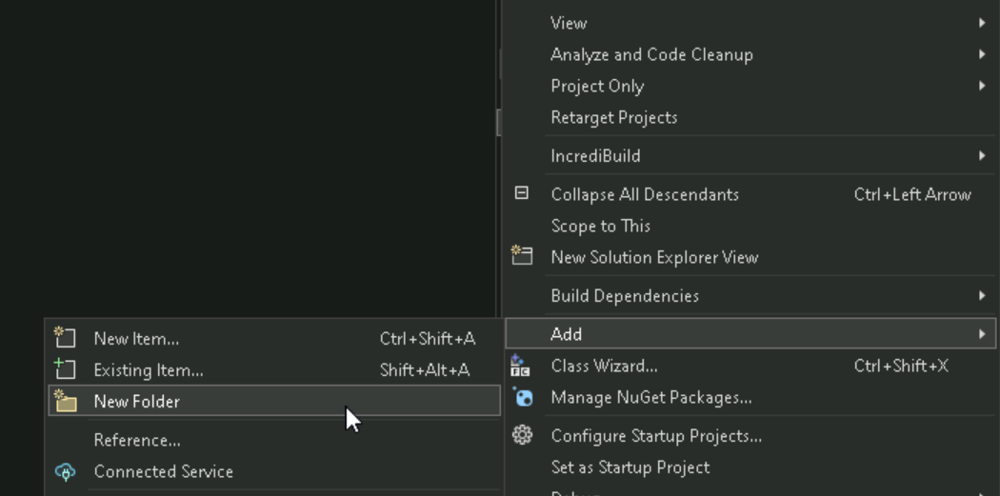 View
Analyze and Code Cleanup
Project Only
Retarget Projects
IncrediBuild
Collapse All Descendants Ctrl+Left Arrow
Scope to This
New Solution Explorer View
Build Dependencies
Add
Class Wizard... Ctrl+Shift+X
Manage NuGet Packages...
Configure Startup Projects...
Set as Startup Project
New Item... Ctrl+Shift+A
Existing Item... Shift+Alt+A
New Folder
Reference...
Connected Service